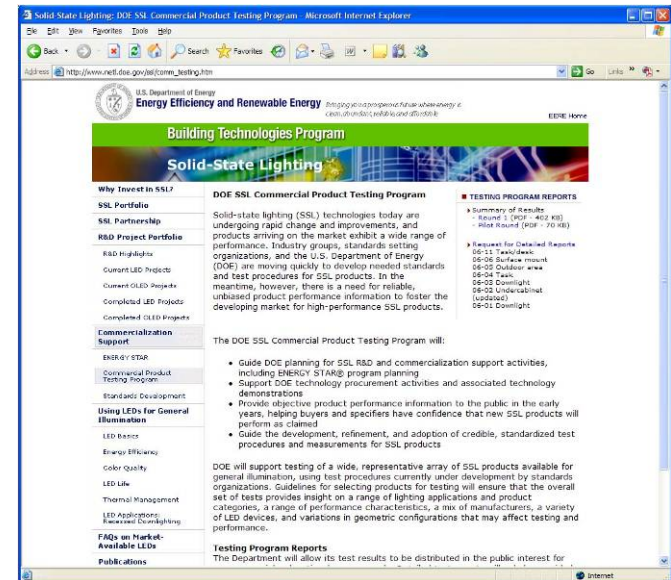 Solid-State Lighting: DOE SSL Commercial Product Testing Program - Microsoft Internet Explorer
File Edit View Favorites Tools Help
Back Search Favorites
Address http://www.netl.doe.gov/ssl/comm_testing.htm Go Links
U.S. Department of Energy
Energy Efficiency and Renewable Energy
Bringing you a prosperous future where energy is
clean, abundant, reliable, and affordable
EERE Home
Building Technologies Program
Solid-State Lighting
Why Invest in SSL?
SSL Portfolio
SSL Partnership
R&D Project Portfolio
R&D Highlights
Current LED Projects
Current OLED Projects
Completed LED Projects
Completed OLED Projects
Commercialization
Support
ENERGY STAR
Commercial Product
Testing Program
Standards Development
Using LEDs for General
Illumination
LED Basics
Energy Efficiency
Color Quality
LED Life
Thermal Management
LED Applications:
Recessed Downlighting
FAQs on Market-
Available LEDs
Publications
DOE SSL Commercial Product Testing Program
Solid-state lighting (SSL) technologies today are
undergoing rapid change and improvements, and
products arriving on the market exhibit a wide range of
performance. Industry groups, standards setting
organizations, and the U.S. Department of Energy
(DOE) are moving quickly to develop needed standards
and test procedures for SSL products. In the
meantime, however, there is a need for reliable,
unbiased product performance information to foster the
developing market for high-performance SSL products.
TESTING PROGRAM REPORTS
Summary of Results
- Round 1 (PDF - 402 KB)
- Pilot Round (PDF - 70 KB)
Request for Detailed Reports
06-11 Task/desk
06-06 Surface mount
06-05 Outdoor area
06-04 Task
06-03 Downlight
06-02 Undercabinet
(updated)
06-01 Downlight
The DOE SSL Commercial Product Testing Program will:
• Guide DOE planning for SSL R&D and commercialization support activities,
including ENERGY STAR® program planning
• Support DOE technology procurement activities and associated technology
demonstrations
• Provide objective product performance information to the public in the early
years, helping buyers and specifiers have confidence that new SSL products will
perform as claimed
• Guide the development, refinement, and adoption of credible, standardized test
procedures and measurements for SSL products
DOE will support testing of a wide, representative array of SSL products available for
general illumination, using test procedures currently under development by standards
organizations. Guidelines for selecting products for testing will ensure that the overall
set of tests provides insight on a range of lighting applications and product
categories, a range of performance characteristics, a mix of manufacturers, a variety
of LED devices, and variations in geometric configurations that may affect testing and
performance.
Testing Program Reports
The Department will allow its test results to be distributed in the public interest for
Internet